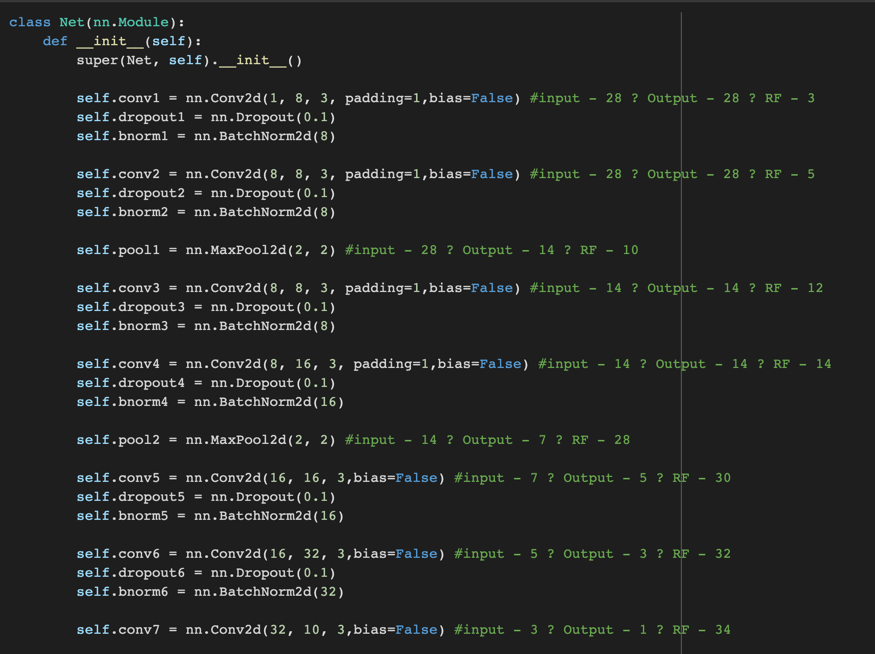 class Net(nn.Module):
    def __init__(self):
        super(Net, self).__init__()

        self.conv1 = nn.Conv2d(1, 8, 3, padding=1,bias=False) #input - 28 ? Output - 28 ? RF - 3
        self.dropout1 = nn.Dropout(0.1)
        self.bnorm1 = nn.BatchNorm2d(8)

        self.conv2 = nn.Conv2d(8, 8, 3, padding=1,bias=False) #input - 28 ? Output - 28 ? RF - 5
        self.dropout2 = nn.Dropout(0.1)
        self.bnorm2 = nn.BatchNorm2d(8)

        self.pool1 = nn.MaxPool2d(2, 2) #input - 28 ? Output - 14 ? RF - 10

        self.conv3 = nn.Conv2d(8, 8, 3, padding=1,bias=False) #input - 14 ? Output - 14 ? RF - 12
        self.dropout3 = nn.Dropout(0.1)
        self.bnorm3 = nn.BatchNorm2d(8)

        self.conv4 = nn.Conv2d(8, 16, 3, padding=1,bias=False) #input - 14 ? Output - 14 ? RF - 14
        self.dropout4 = nn.Dropout(0.1)
        self.bnorm4 = nn.BatchNorm2d(16)

        self.pool2 = nn.MaxPool2d(2, 2) #input - 14 ? Output - 7 ? RF - 28

        self.conv5 = nn.Conv2d(16, 16, 3,bias=False) #input - 7 ? Output - 5 ? RF - 30
        self.dropout5 = nn.Dropout(0.1)
        self.bnorm5 = nn.BatchNorm2d(16)

        self.conv6 = nn.Conv2d(16, 32, 3,bias=False) #input - 5 ? Output - 3 ? RF - 32
        self.dropout6 = nn.Dropout(0.1)
        self.bnorm6 = nn.BatchNorm2d(32)

        self.conv7 = nn.Conv2d(32, 10, 3,bias=False) #input - 3 ? Output - 1 ? RF - 34